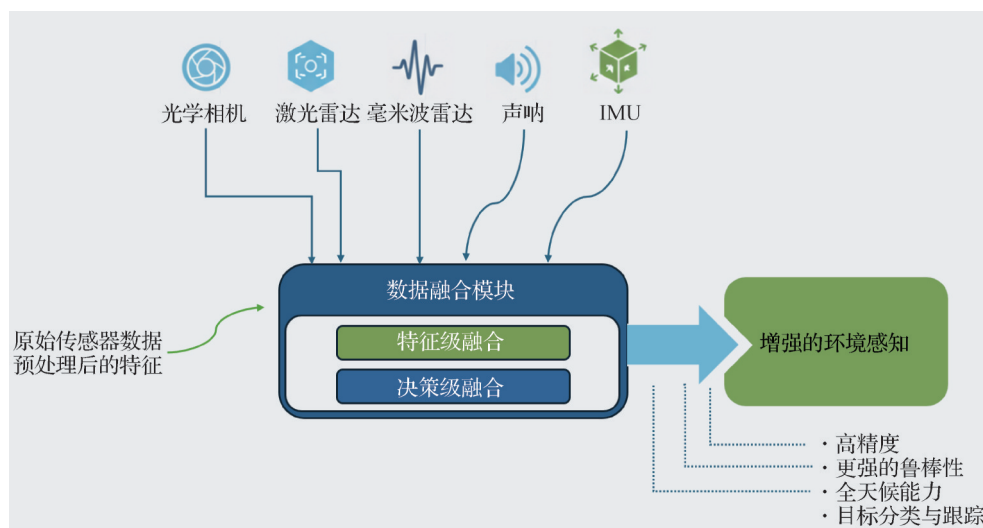 光学相机
激光雷达
毫米波雷达
声呐
IMU
数据融合模块
特征级融合
决策级融合
原始传感器数据
预处理后的特征
增强的环境感知
·高精度
·更强的鲁棒性
·全天候能力
·目标分类与跟踪